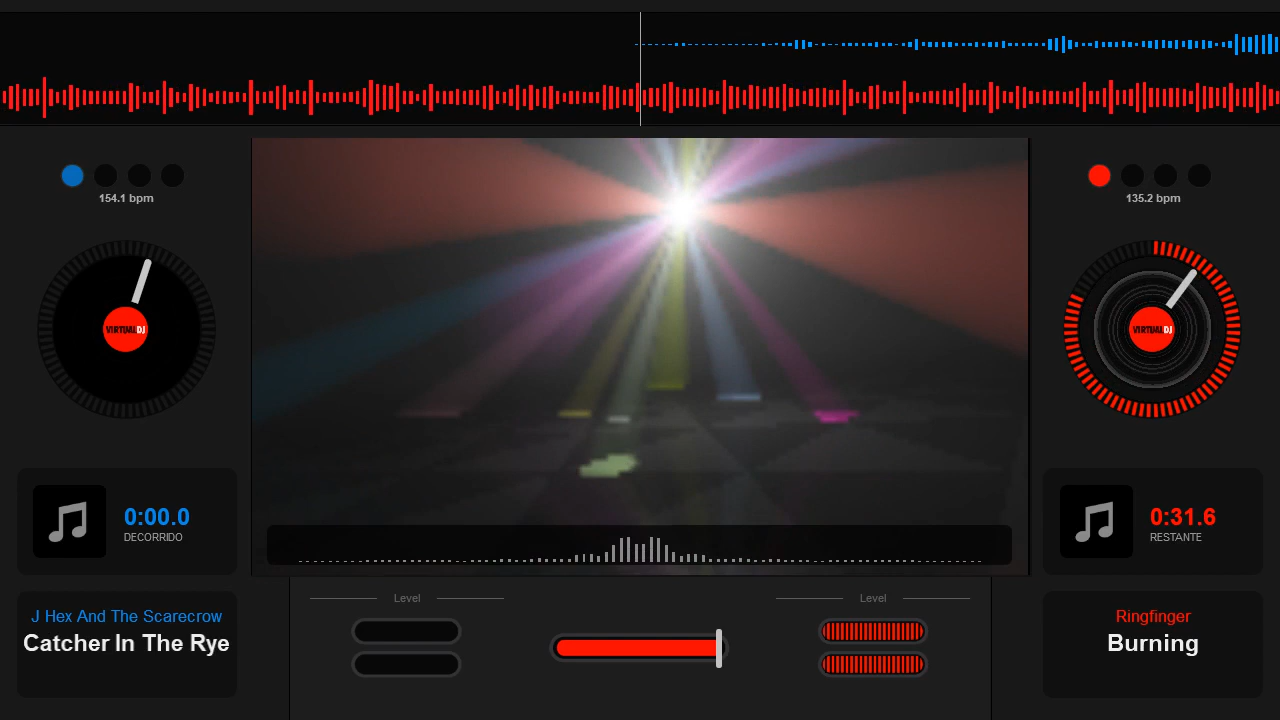 154.1 bpm
135.2 bpm
VIRTUALDJ
VIRTUALDJ
0:00.0
DECORRIDO
0:31.6
RESTANTE
Level
Level
J Hex And The Scarecrow
Catcher In The Rye
Ringfinger
Burning